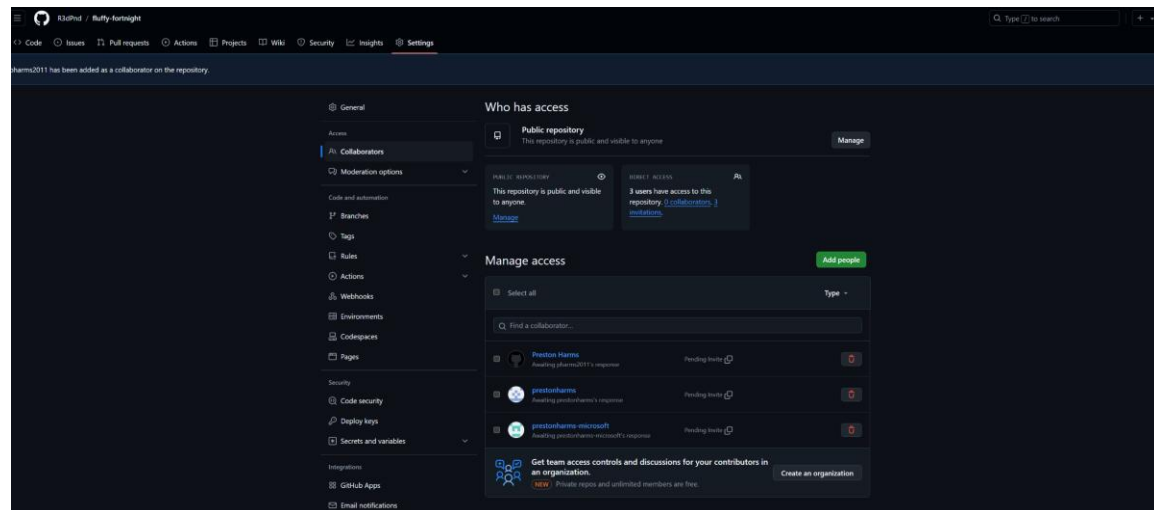 R3dPnd / fluffy-fortnight
Type / to search
Code Issues Pull requests Actions Projects Wiki Security Insights Settings
pharms2011 has been added as a collaborator on the repository.
General
Access
Collaborators
Moderation options
Code and automation
Branches
Tags
Rules
Actions
Webhooks
Environments
Codespaces
Pages
Security
Code security
Deploy keys
Secrets and variables
Integrations
GitHub Apps
Email notifications
Who has access
Public repository
This repository is public and visible to anyone
Manage
PUBLIC REPOSITORY
This repository is public and visible
to anyone.
Manage
DIRECT ACCESS
3 users have access to this
repository. 0 collaborators. 3
invitations.
Manage access
Add people
Select all
Type
Find a collaborator...
Preston Harms
Awaiting pharms2011's response
Pending Invite
prestonharms
Awaiting prestonharms's response
Pending Invite
prestonharms-microsoft
Awaiting prestonharms-microsoft's response
Pending Invite
Get team access controls and discussions for your contributors in
an organization.
NEW Private repos and unlimited members are free.
Create an organization